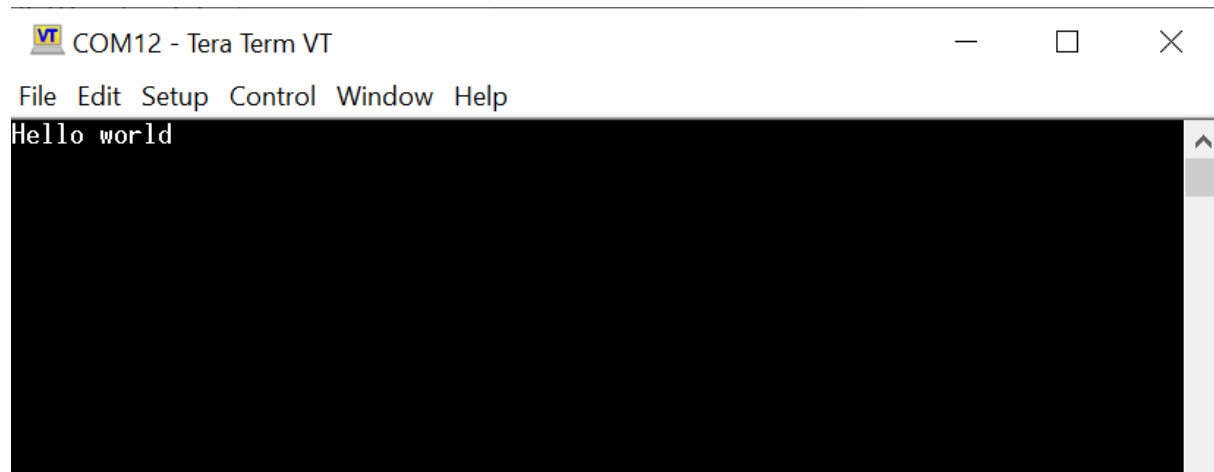 VT COM12 - Tera Term VT
File Edit Setup Control Window Help
Hello world